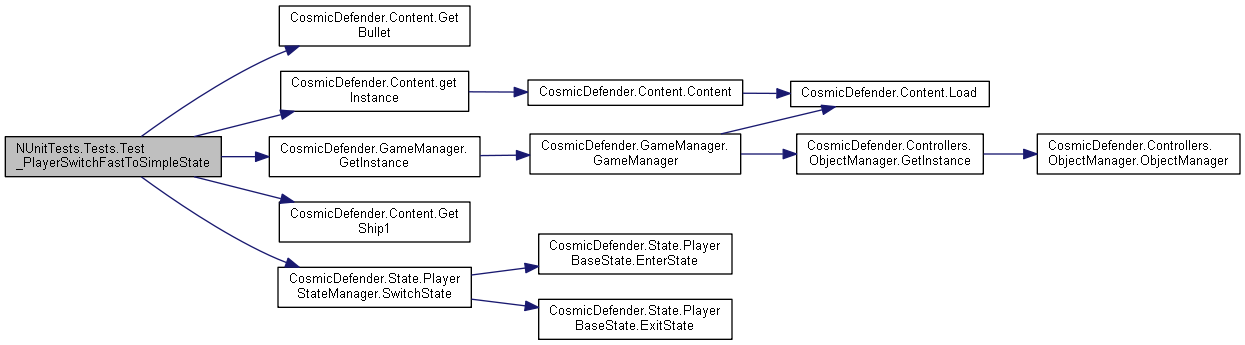 CosmicDefender.Content.Get
Bullet
CosmicDefender.Content.get
Instance
CosmicDefender.Content.Content
CosmicDefender.Content.Load
NUnitTests.Tests.Test
_PlayerSwitchFastToSimpleState
CosmicDefender.GameManager.
GetInstance
CosmicDefender.GameManager.
GameManager
CosmicDefender.Controllers.
ObjectManager.GetInstance
CosmicDefender.Controllers.
ObjectManager.ObjectManager
CosmicDefender.Content.Get
Ship1
CosmicDefender.State.Player
StateManager.SwitchState
CosmicDefender.State.Player
BaseState.EnterState
CosmicDefender.State.Player
BaseState.ExitState